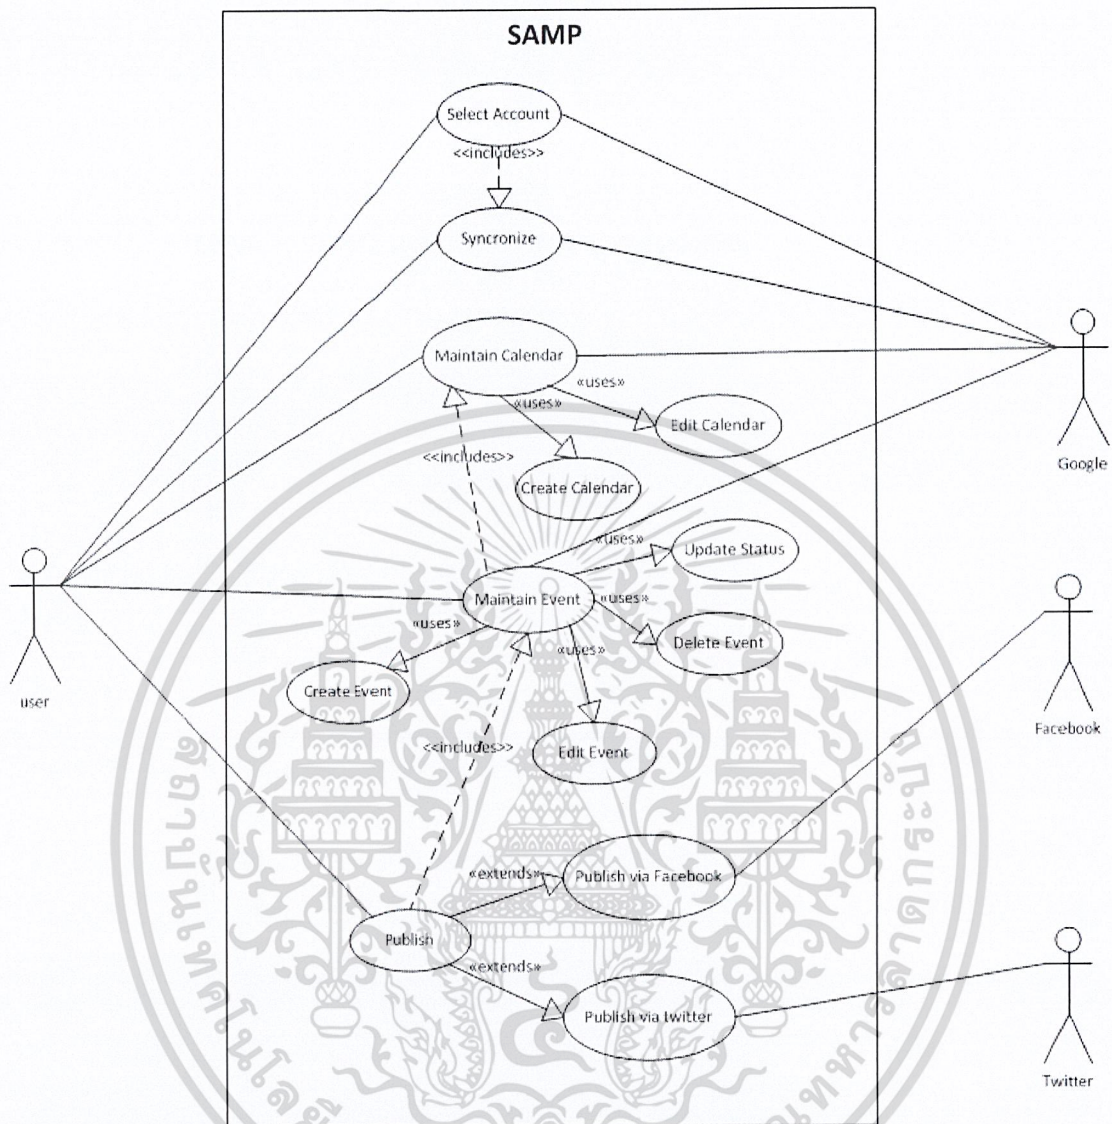 SAMP
Select Account
<<includes>>
Syncronize
Maintain Calendar
«uses»
«uses»
Edit Calendar
<<includes>>
Create Calendar
Google
«uses»
Update Status
Maintain Event
«uses»
«uses»
Delete Event
«uses»
Create Event
user
<<includes>>
Edit Event
Facebook
«extends»
Publish via Facebook
Publish
«extends»
Publish via twitter
Twitter